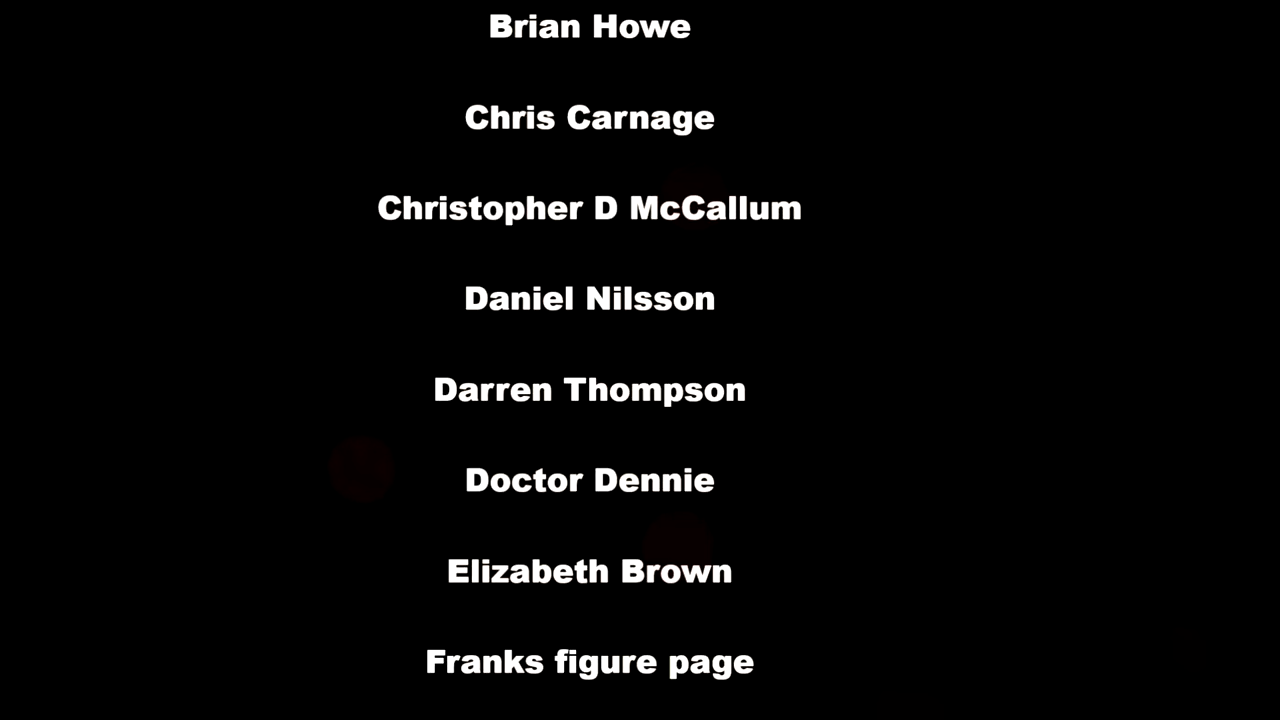 Brian Howe
Chris Carnage
Christopher D McCallum
Daniel Nilsson
Darren Thompson
Doctor Dennie
Elizabeth Brown
Franks figure page